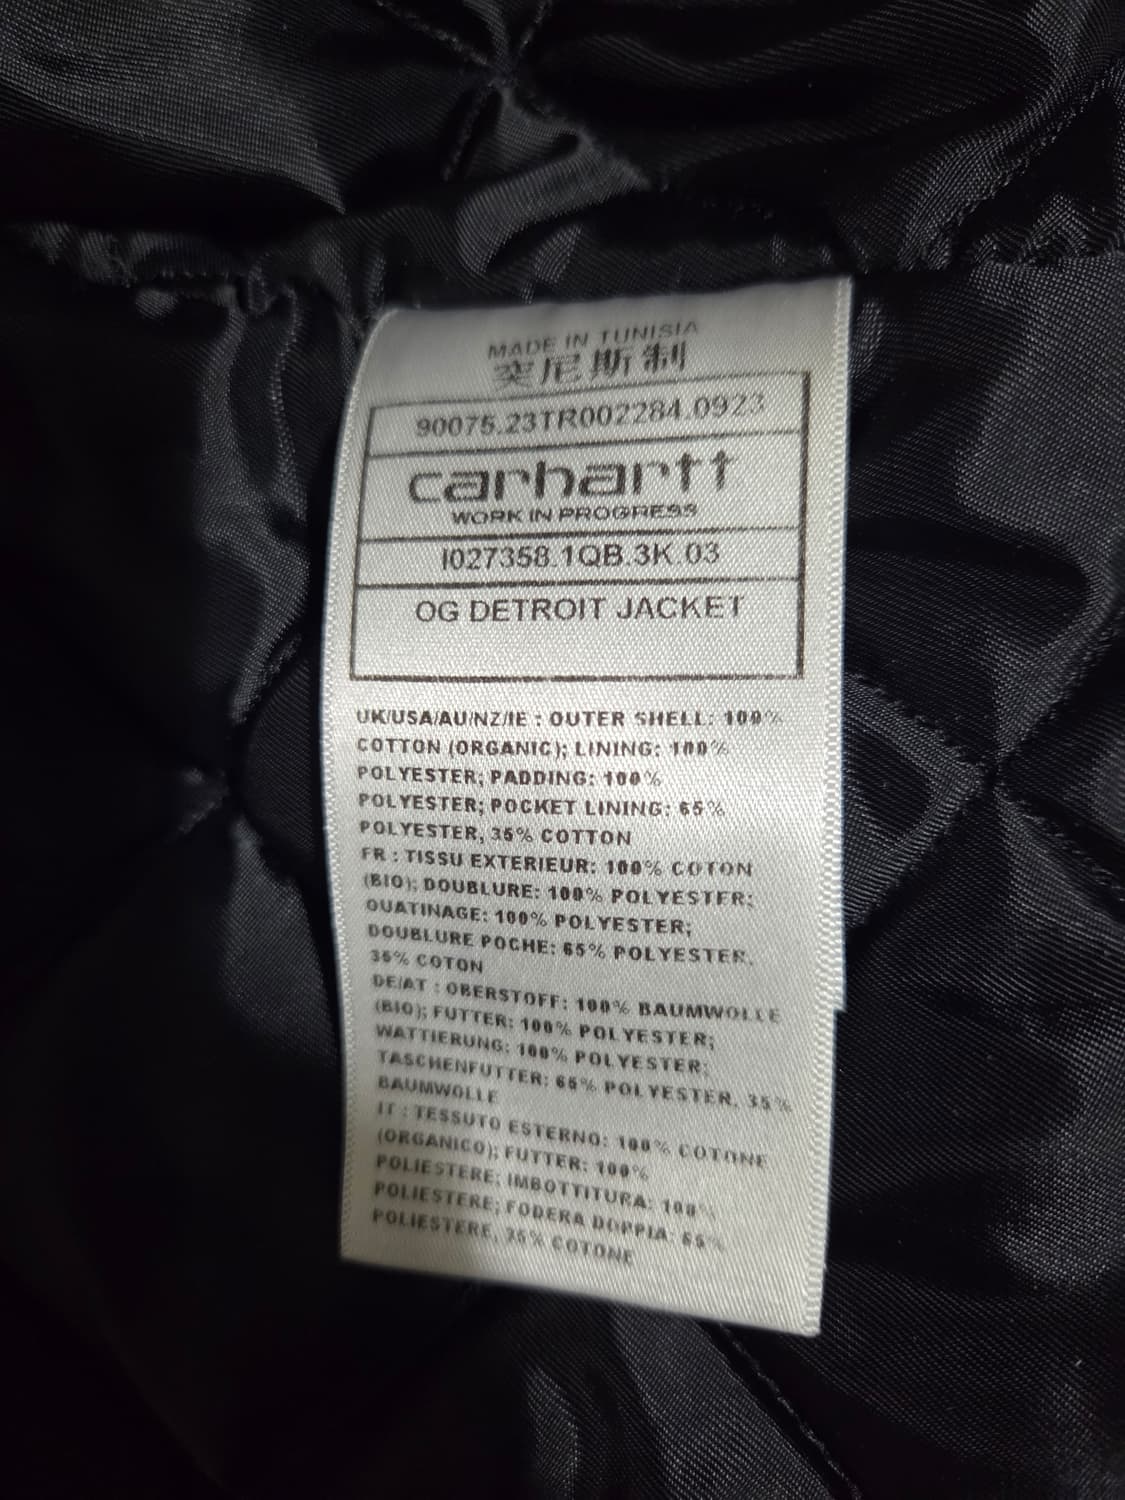 MADE IN TUNISIA
突尼斯制
90075.23TR002284.0923
carhartt
WORK IN PROGRESS
I027358.1QB.3K.03
OG DETROIT JACKET
UK/USA/AU/NZ/IE : OUTER SHELL: 100%
COTTON (ORGANIC); LINING: 100%
POLYESTER; PADDING: 100%
POLYESTER; POCKET LINING: 65%
POLYESTER, 35% COTTON
FR : TISSU EXTERIEUR: 100% COTON
(BIO); DOUBLURE: 100% POLYESTER;
OUATINAGE: 100% POLYESTER;
DOUBLURE POCHE: 65% POLYESTER,
35% COTON
DE/AT : OBERSTOFF: 100% BAUMWOLLE
(BIO); FUTTER: 100% POLYESTER;
WATTIERUNG: 100% POLYESTER;
TASCHENFUTTER: 65% POLYESTER, 35%
BAUMWOLLE
IT : TESSUTO ESTERNO: 100% COTONE
(ORGANICO); FUTTER: 100%
POLIESTERE; IMBOTTITURA: 100%
POLIESTERE; FODERA DOPPIA: 65%
POLIESTERE, 35% COTONE